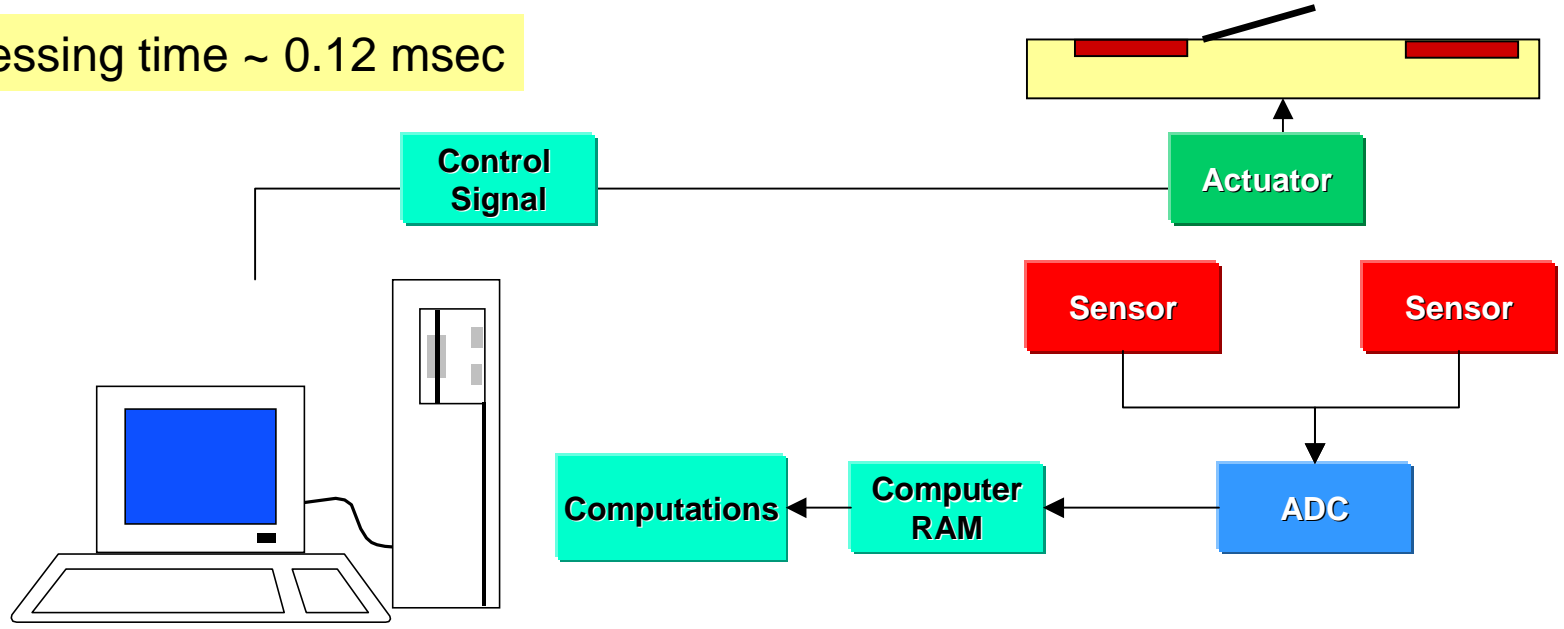 essing time ~ 0.12 msec
Control
Signal
Actuator
Sensor
Sensor
Computations
Computer
RAM
ADC